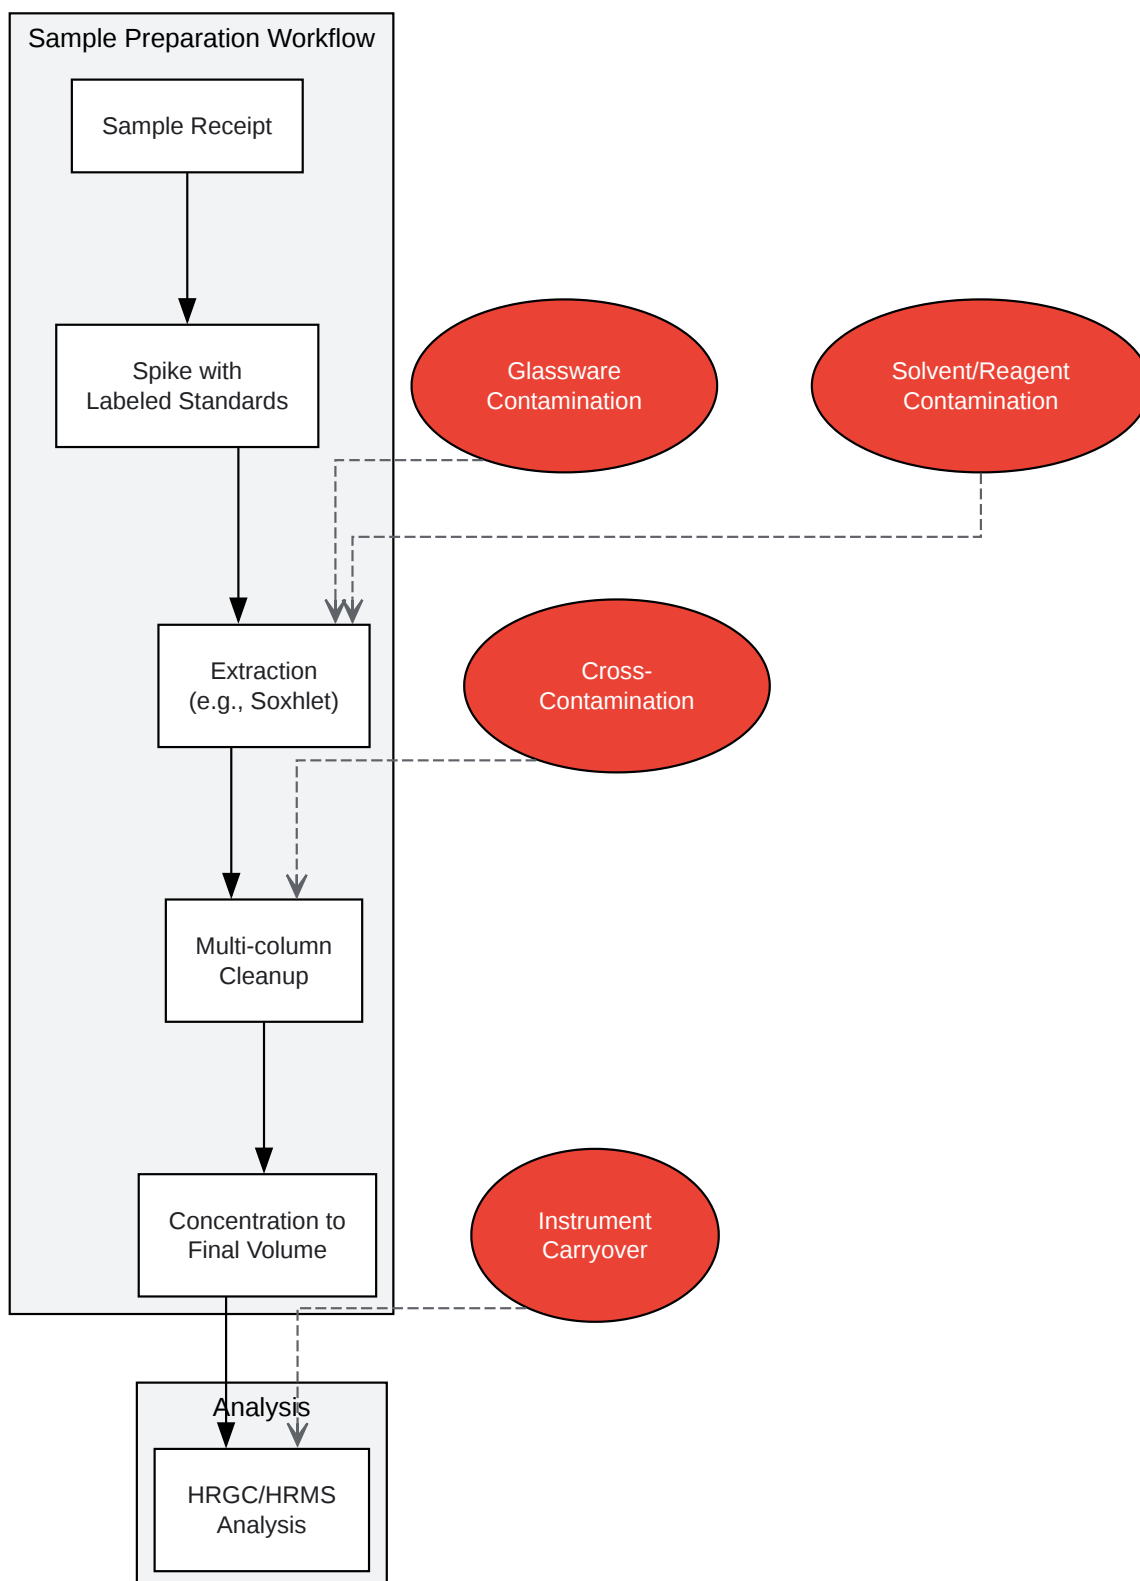 Sample Preparation Workflow
Sample Receipt
Spike with
Labeled Standards
Glassware
Contamination
Solvent/Reagent
Contamination
Extraction
(e.g., Soxhlet)
Cross-
Contamination
Multi-column
Cleanup
Concentration to
Final Volume
Instrument
Carryover
Analysis
HRGC/HRMS
Analysis